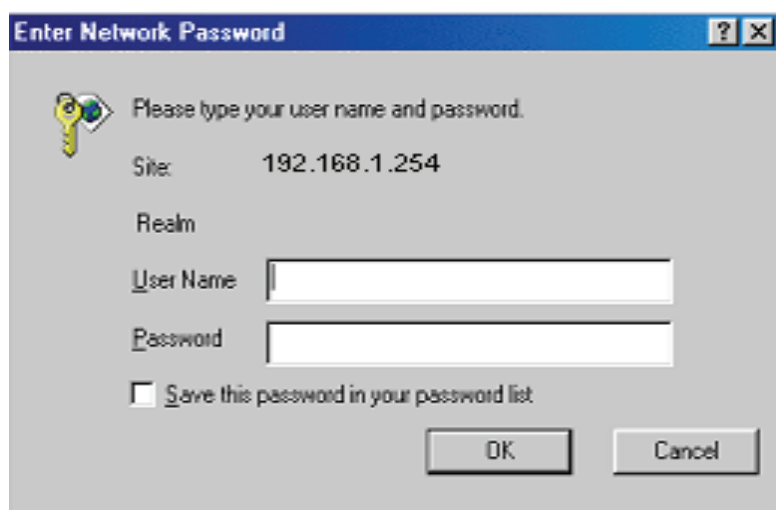 Enter Network Password
Please type your user name and password.
Site: 192.168.1.254
Realm
User Name
Password
Save this password in your password list
OK Cancel